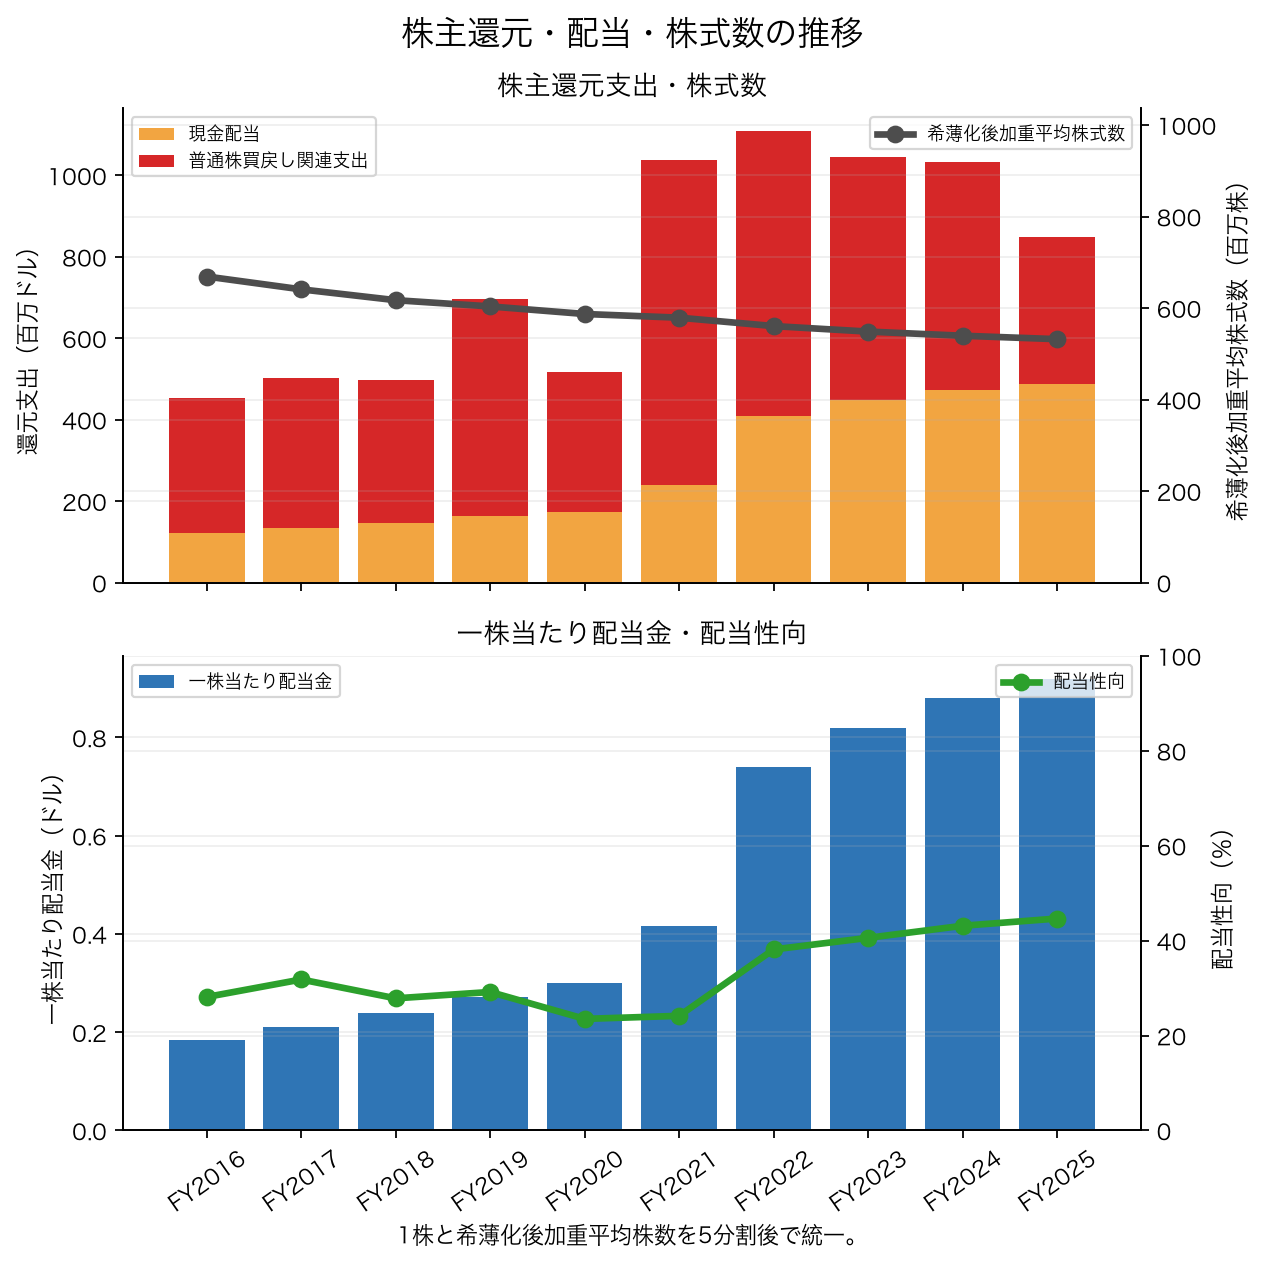 株主還元・配当・株式数の推移
株主還元支出・株式数
現金配当
普通株買戻し関連支出
希薄化後加重平均株式数
1000
800
600
400
200
0
還元支出（百万ドル）
1000
800
600
400
200
0
希薄化後加重平均株式数（百万株）
一株当たり配当金・配当性向
一株当たり配当金
配当性向
0.8
0.6
0.4
0.2
0.0
一株当たり配当金（ドル）
100
80
60
40
20
0
配当性向（%）
FY2016 FY2017 FY2018 FY2019 FY2020 FY2021 FY2022 FY2023 FY2024 FY2025
1株と希薄化後加重平均株数を5分割後で統一。